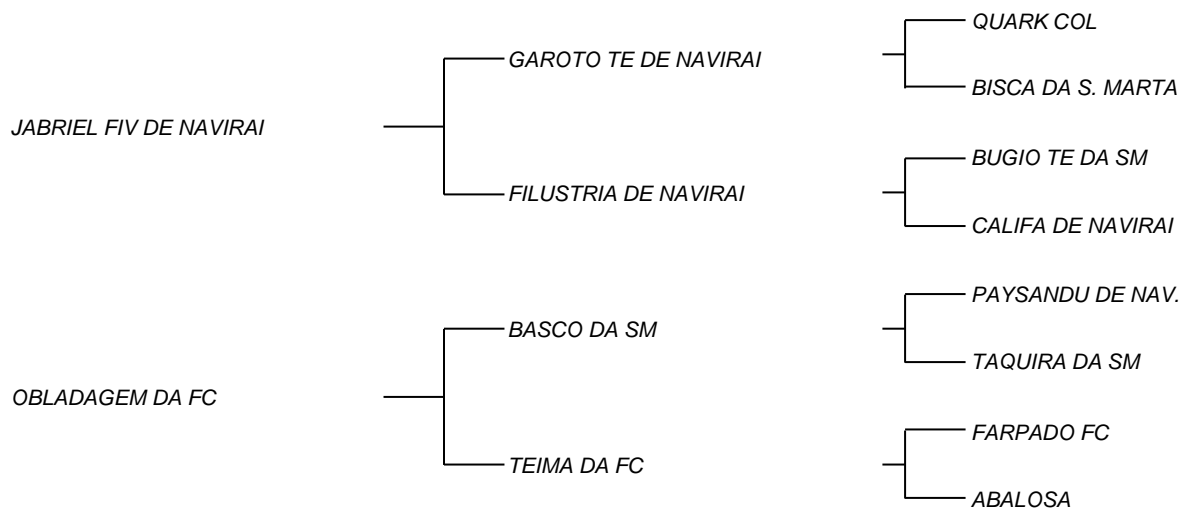 QUARK COL
GAROTO TE DE NAVIRAI
BISCA DA S. MARTA
JABRIEL FIV DE NAVIRAI
BUGIO TE DA SM
FILUSTRIA DE NAVIRAI
CALIFA DE NAVIRAI
PAYSANDU DE NAV.
BASCO DA SM
TAQUIRA DA SM
OBLADAGEM DA FC
FARPADO FC
TEIMA DA FC
ABALOSA